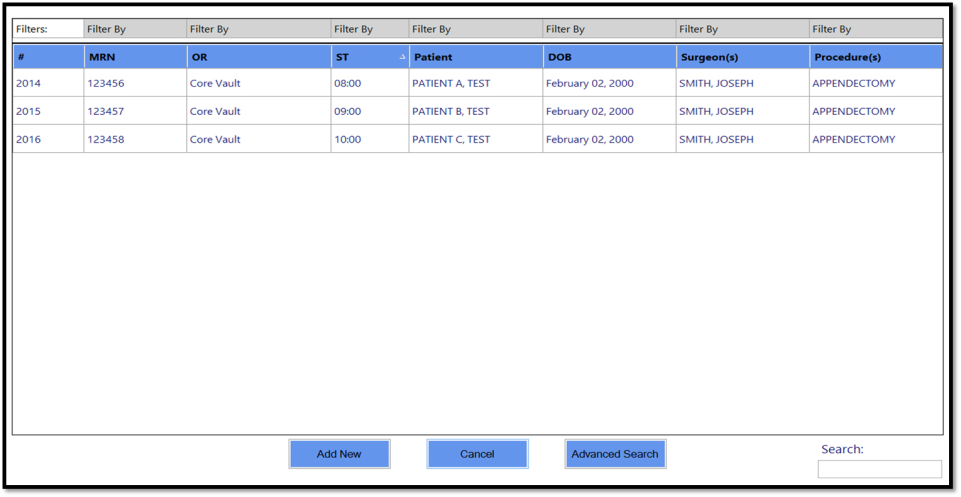 Filters: Filter By Filter By Filter By Filter By Filter By Filter By Filter By
# MRN OR ST Patient DOB Surgeon(s) Procedure(s)
2014 123456 Core Vault 08:00 PATIENT A, TEST February 02, 2000 SMITH, JOSEPH APPENDECTOMY
2015 123457 Core Vault 09:00 PATIENT B, TEST February 02, 2000 SMITH, JOSEPH APPENDECTOMY
2016 123458 Core Vault 10:00 PATIENT C, TEST February 02, 2000 SMITH, JOSEPH APPENDECTOMY
Add New Cancel Advanced Search Search: